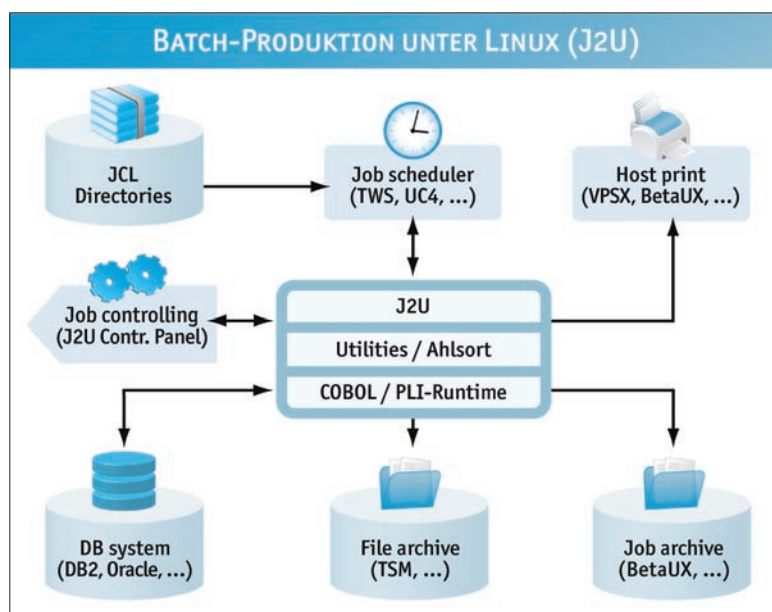 BATCH-PRODUKTION UNTER LINUX (J2U)
JCL
Directories
Job scheduler
(TWS, UC4, ...)
Host print
(VPSX, BetaUX, ...)
Job controlling
(J2U Contr. Panel)
J2U
Utilities / Ahlsort
COBOL / PLI-Runtime
DB system
(DB2, Oracle, ...)
File archive
(TSM, ...)
Job archive
(BetaUX, ...)